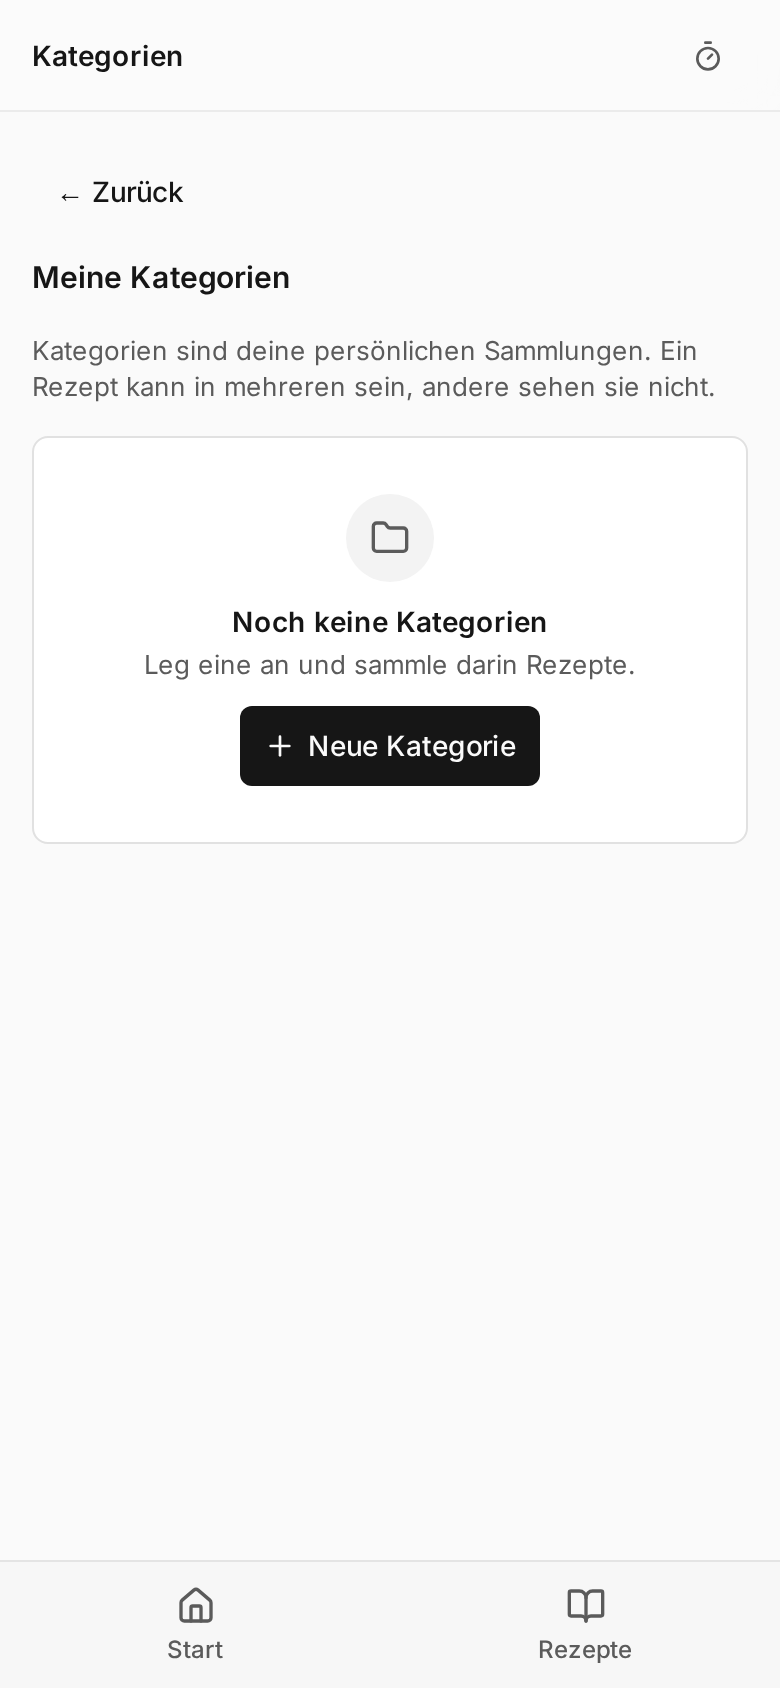 Kategorien
← Zurück
Meine Kategorien
Kategorien sind deine persönlichen Sammlungen. Ein
Rezept kann in mehreren sein, andere sehen sie nicht.
Noch keine Kategorien
Leg eine an und sammle darin Rezepte.
+ Neue Kategorie
Start
Rezepte